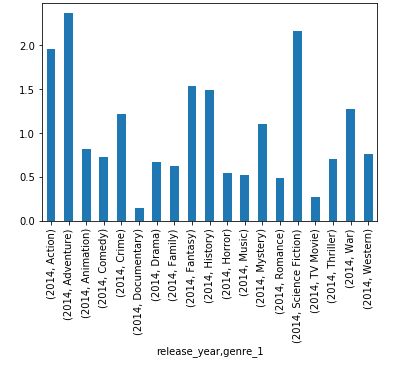 2.0
1.5
1.0
0.5
0.0
(2014, Action)
(2014, Adventure)
(2014, Animation)
(2014, Comedy)
(2014, Crime)
(2014, Documentary)
(2014, Drama)
(2014, Family)
(2014, Fantasy)
(2014, History)
(2014, Horror)
(2014, Music)
(2014, Mystery)
(2014, Romance)
(2014, Science Fiction)
(2014, TV Movie)
(2014, Thriller)
(2014, War)
(2014, Western)
release_year,genre_1